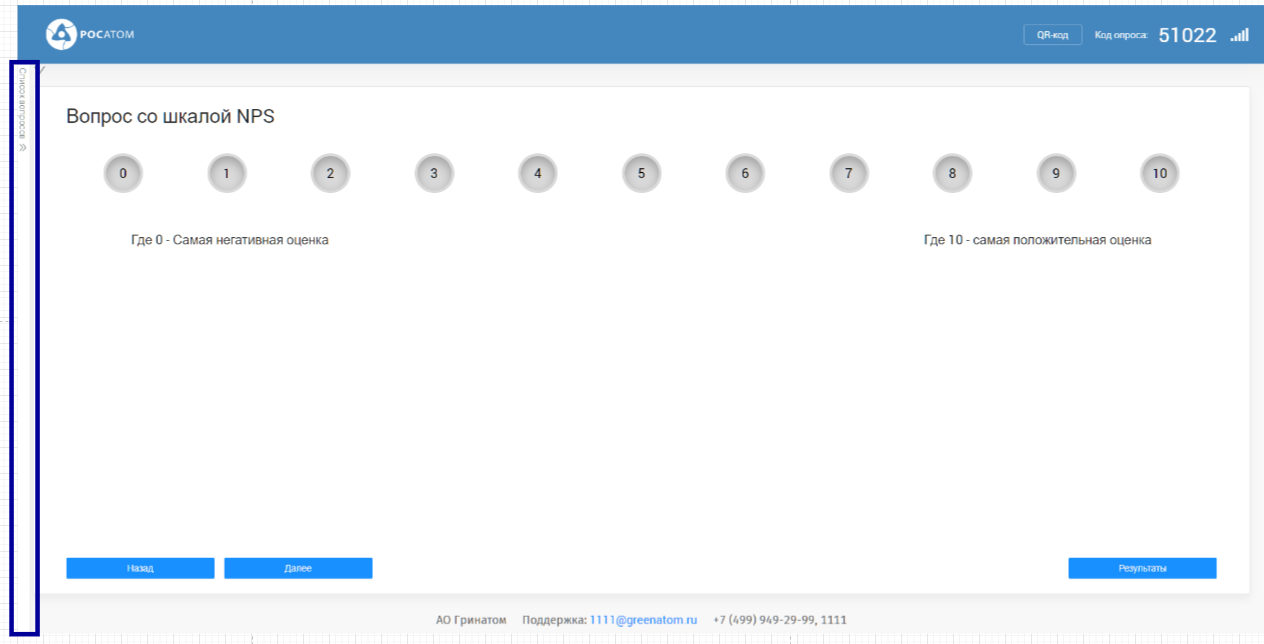 РОСАТОМ
QR-код
Код опроса: 51022
Список вопросов
Вопрос со шкалой NPS
0 1 2 3 4 5 6 7 8 9 10
Где 0 - Самая негативная оценка
Где 10 - самая положительная оценка
Назад
Далее
Результаты
АО Гринатом Поддержка: 1111@greenatom.ru +7 (499) 949-29-99, 1111